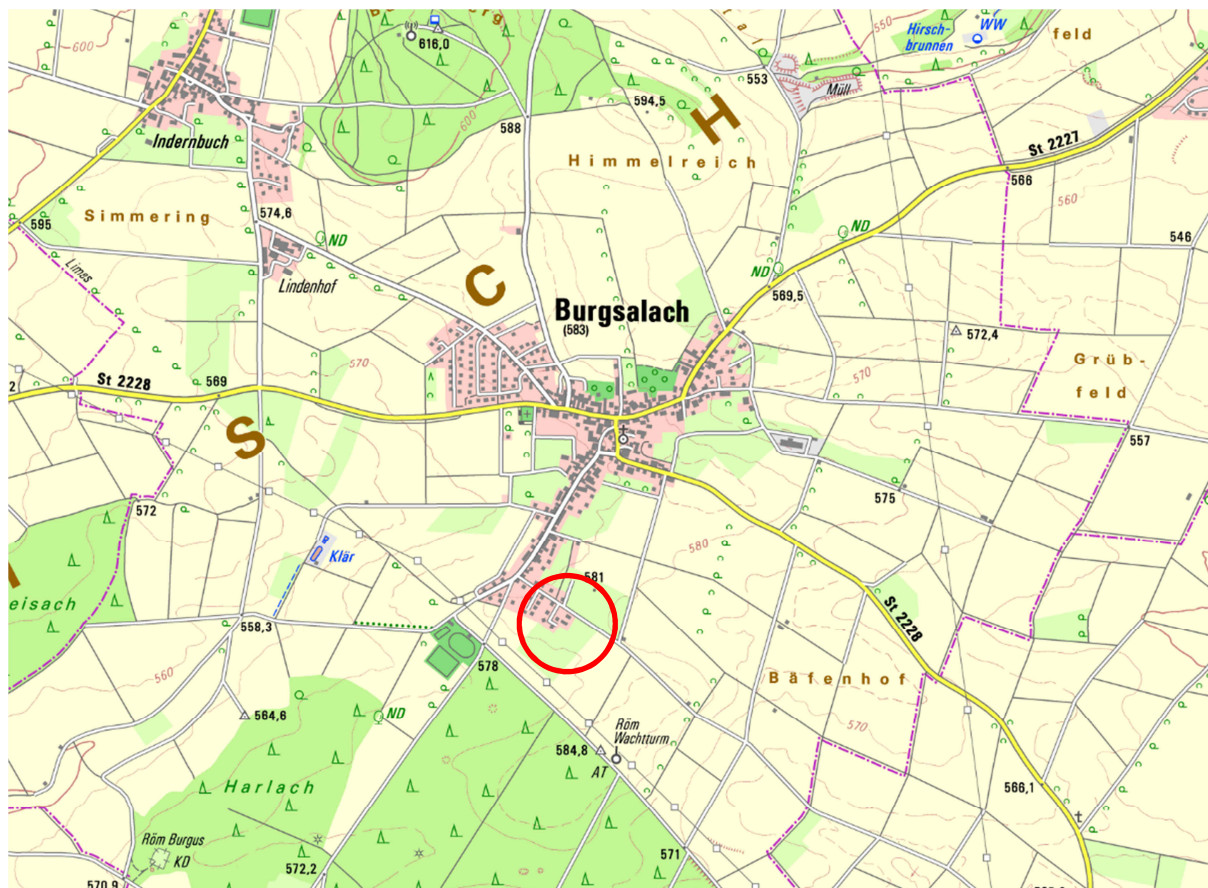 600
616,0
Hirsch-
brunnen
WW
feld
550
553
Müll
594,5
600
588
H
Himmelreich
St 2227
566
560
Indernbuch
Simmering
595
574,6
ND
Limes
Lindenhof
C
ND
ND
546
569,5
Burgsalach
(583)
572,4
Grüb-
feld
570
570
St 2228
569
S
557
572
575
580
Klär
581
eisach
558,3
578
St 2228
Bäfenhof
560
564,6
ND
Röm
Wachtturm
584,8
AT
570
Harlach
566,1
t
Röm Burgus
KD
571
572,2
570,9